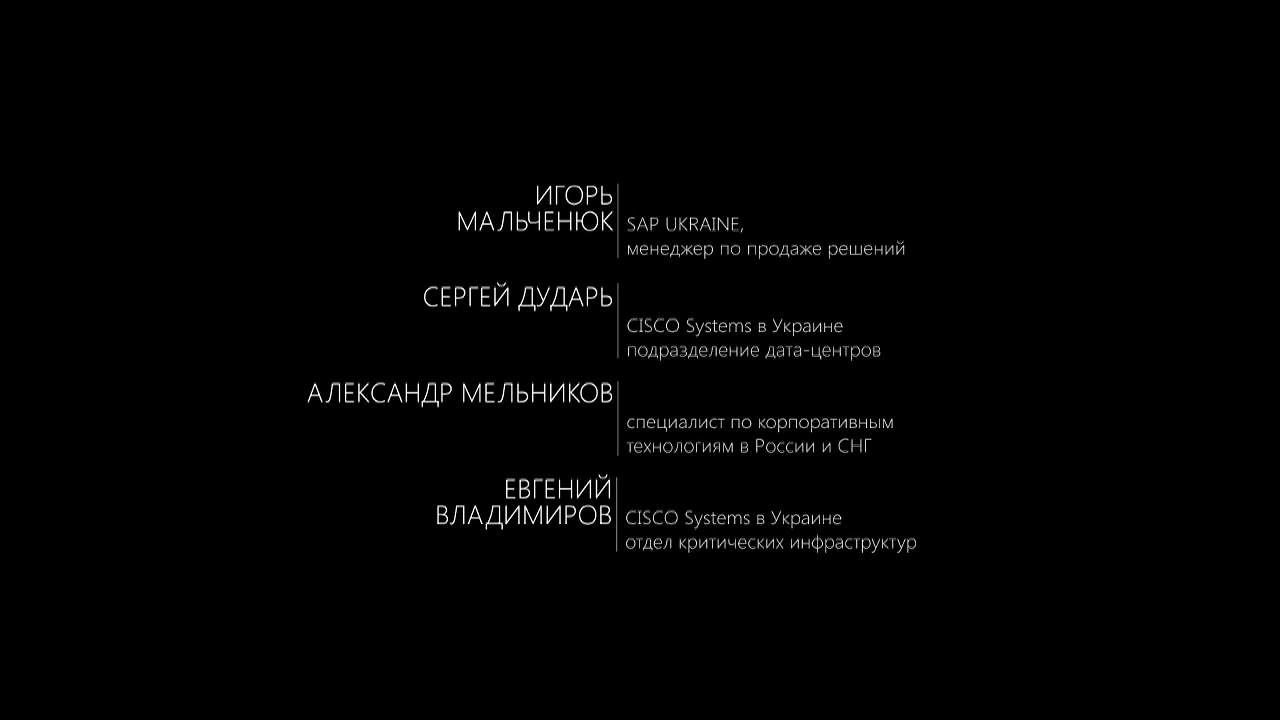 ИГОРЬ
МАЛЬЧЕНЮК
SAP UKRAINE,
менеджер по продаже решений
СЕРГЕЙ ДУДАРЬ
CISCO Systems в Украине
подразделение дата-центров
АЛЕКСАНДР МЕЛЬНИКОВ
специалист по корпоративным
технологиям в России и СНГ
ЕВГЕНИЙ
ВЛАДИМИРОВ
CISCO Systems в Украине
отдел критических инфраструктур